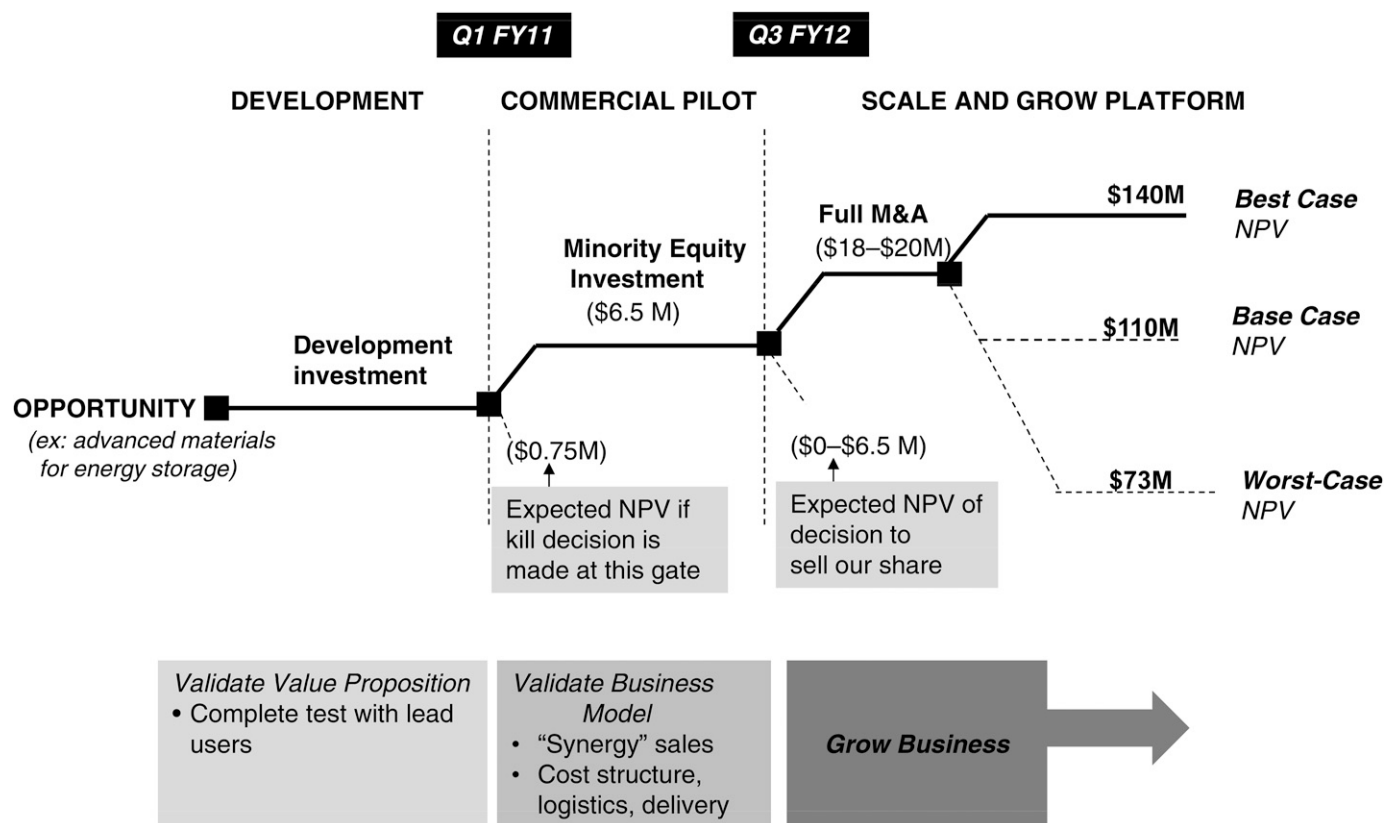 Q1 FY11
Q3 FY12
DEVELOPMENT
COMMERCIAL PILOT
SCALE AND GROW PLATFORM
OPPORTUNITY
(ex: advanced materials
for energy storage)
Development
investment
Minority Equity
Investment
($6.5 M)
Full M&A
($18–$20M)
$140M
Best Case
NPV
$110M
Base Case
NPV
$73M
Worst-Case
NPV
($0.75M)
Expected NPV if
kill decision is
made at this gate
($0–$6.5 M)
Expected NPV of
decision to
sell our share
Validate Value Proposition
• Complete test with lead
users
Validate Business
Model
• “Synergy” sales
• Cost structure,
logistics, delivery
Grow Business